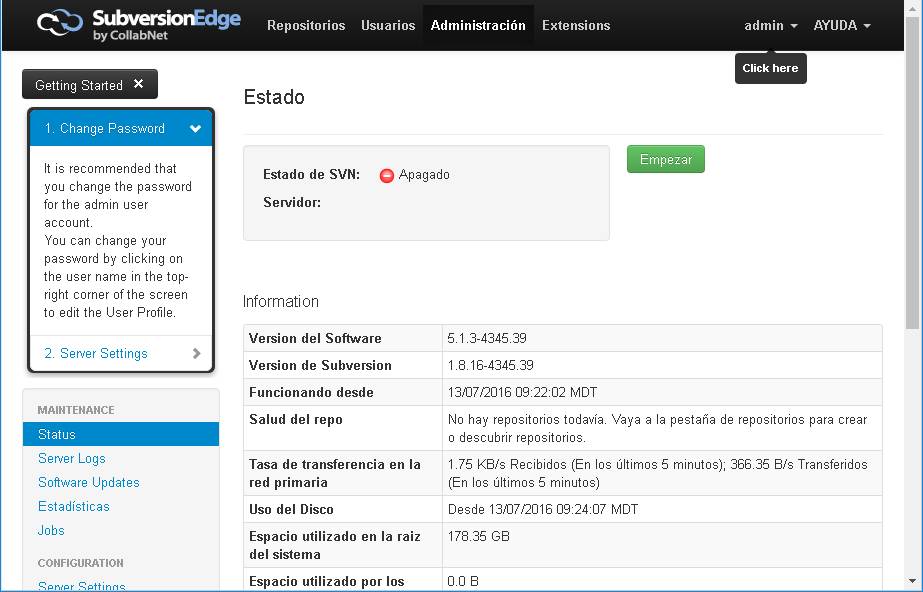 SubversionEdge
by CollabNet
Repositorios Usuarios Administración Extensions admin AYUDA
Click here
Getting Started ✕
1. Change Password
It is recommended that
you change the password
for the admin user
account.
You can change your
password by clicking on
the user name in the top-
right corner of the screen
to edit the User Profile.
2. Server Settings
MAINTENANCE
Status
Server Logs
Software Updates
Estadísticas
Jobs
CONFIGURATION
Server Settings
Estado
Estado de SVN: Apagado
Servidor:
Empezar
Information
Version del Software 5.1.3-4345.39
Version de Subversion 1.8.16-4345.39
Funcionando desde 13/07/2016 09:22:02 MDT
Salud del repo No hay repositorios todavía. Vaya a la pestaña de repositorios para crear
o descubrir repositorios.
Tasa de transferencia en la 1.75 KB/s Recibidos (En los últimos 5 minutos); 366.35 B/s Transferidos
red primaria (En los últimos 5 minutos)
Uso del Disco Desde 13/07/2016 09:24:07 MDT
Espacio utilizado en la raiz 178.35 GB
del sistema
Espacio utilizado por los 0.0 B